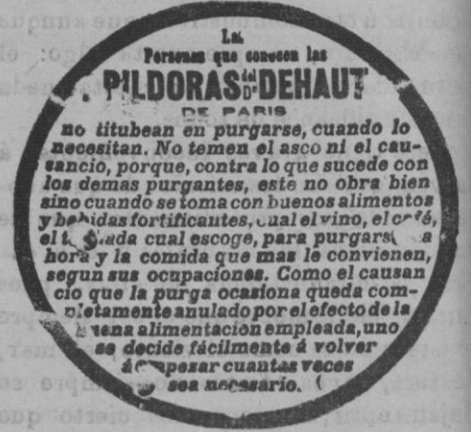 Las
Personas que conocen las
PILDORAS del Dr DEHAUT
DE PARIS
no titubean en purgarse, cuando lo
necesitan. No temen el asco ni el cau-
sancio, porque, contra lo que sucede con
los demas purgantes, este no obra bien
sino cuando se toma con buenos alimentos
y bebidas fortificantes, cual el vino, el café,
el Cada cual escoge, para purgarse, la
hora y la comida que mas le convienen,
segun sus ocupaciones. Como el causan
cio que la purga ocasiona queda com-
pletamente anulado por el efecto de la
buena alimentacion empleada, uno
se decide fácilmente á volver
á empezar cuantas veces
sea necesario.